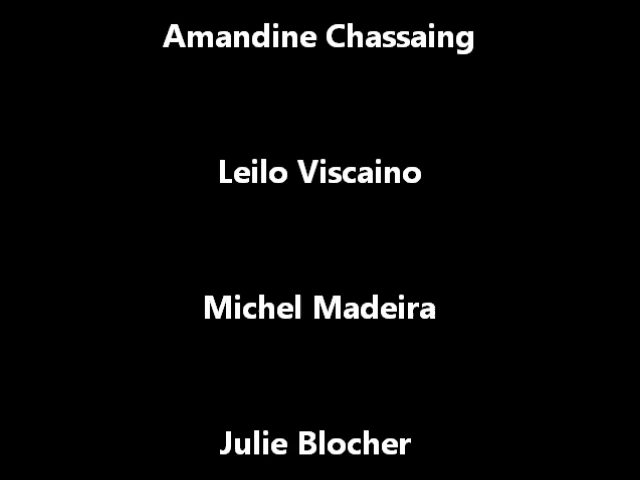 Amandine Chassaing
Leilo Viscaino
Michel Madeira
Julie Blocher